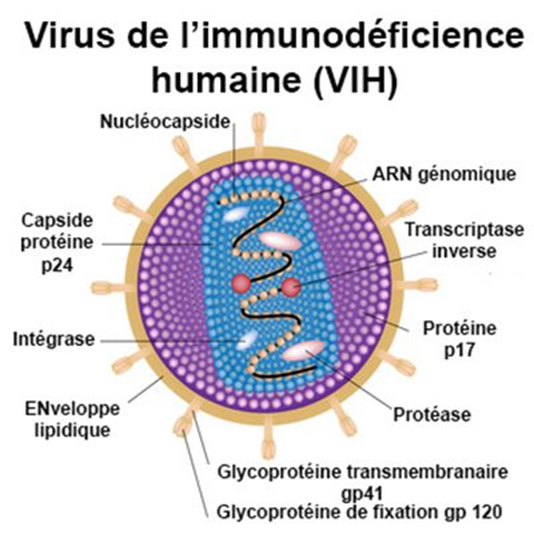 Virus de l’immunodéficience
humaine (VIH)
Nucléocapside
ARN génomique
Capside
protéine
p24
Transcriptase
inverse
Intégrase
Protéine
p17
ENveloppe
lipidique
Protéase
Glycoprotéine transmembranaire
gp41
Glycoprotéine de fixation gp 120